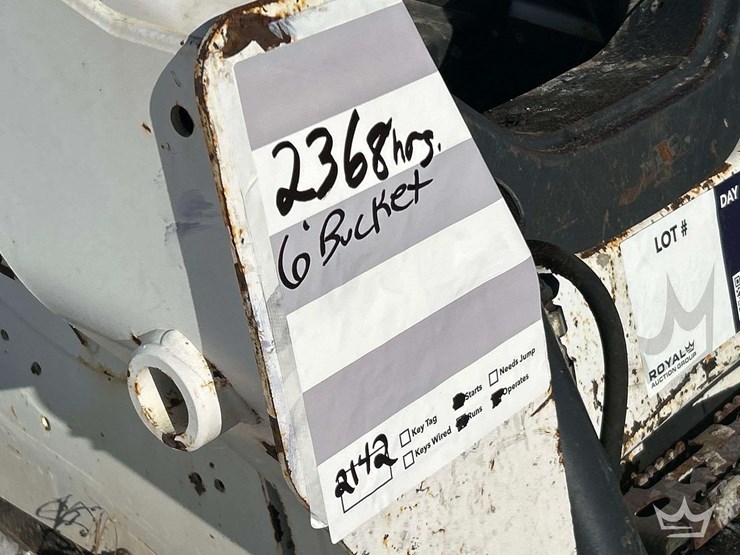 2368 hrs.
6' Bucket
2142
Key Tag
Starts
Needs Jump
Keys Wired
Runs
Operates
LOT #
ROYAL
AUCTION GROUP
DAY